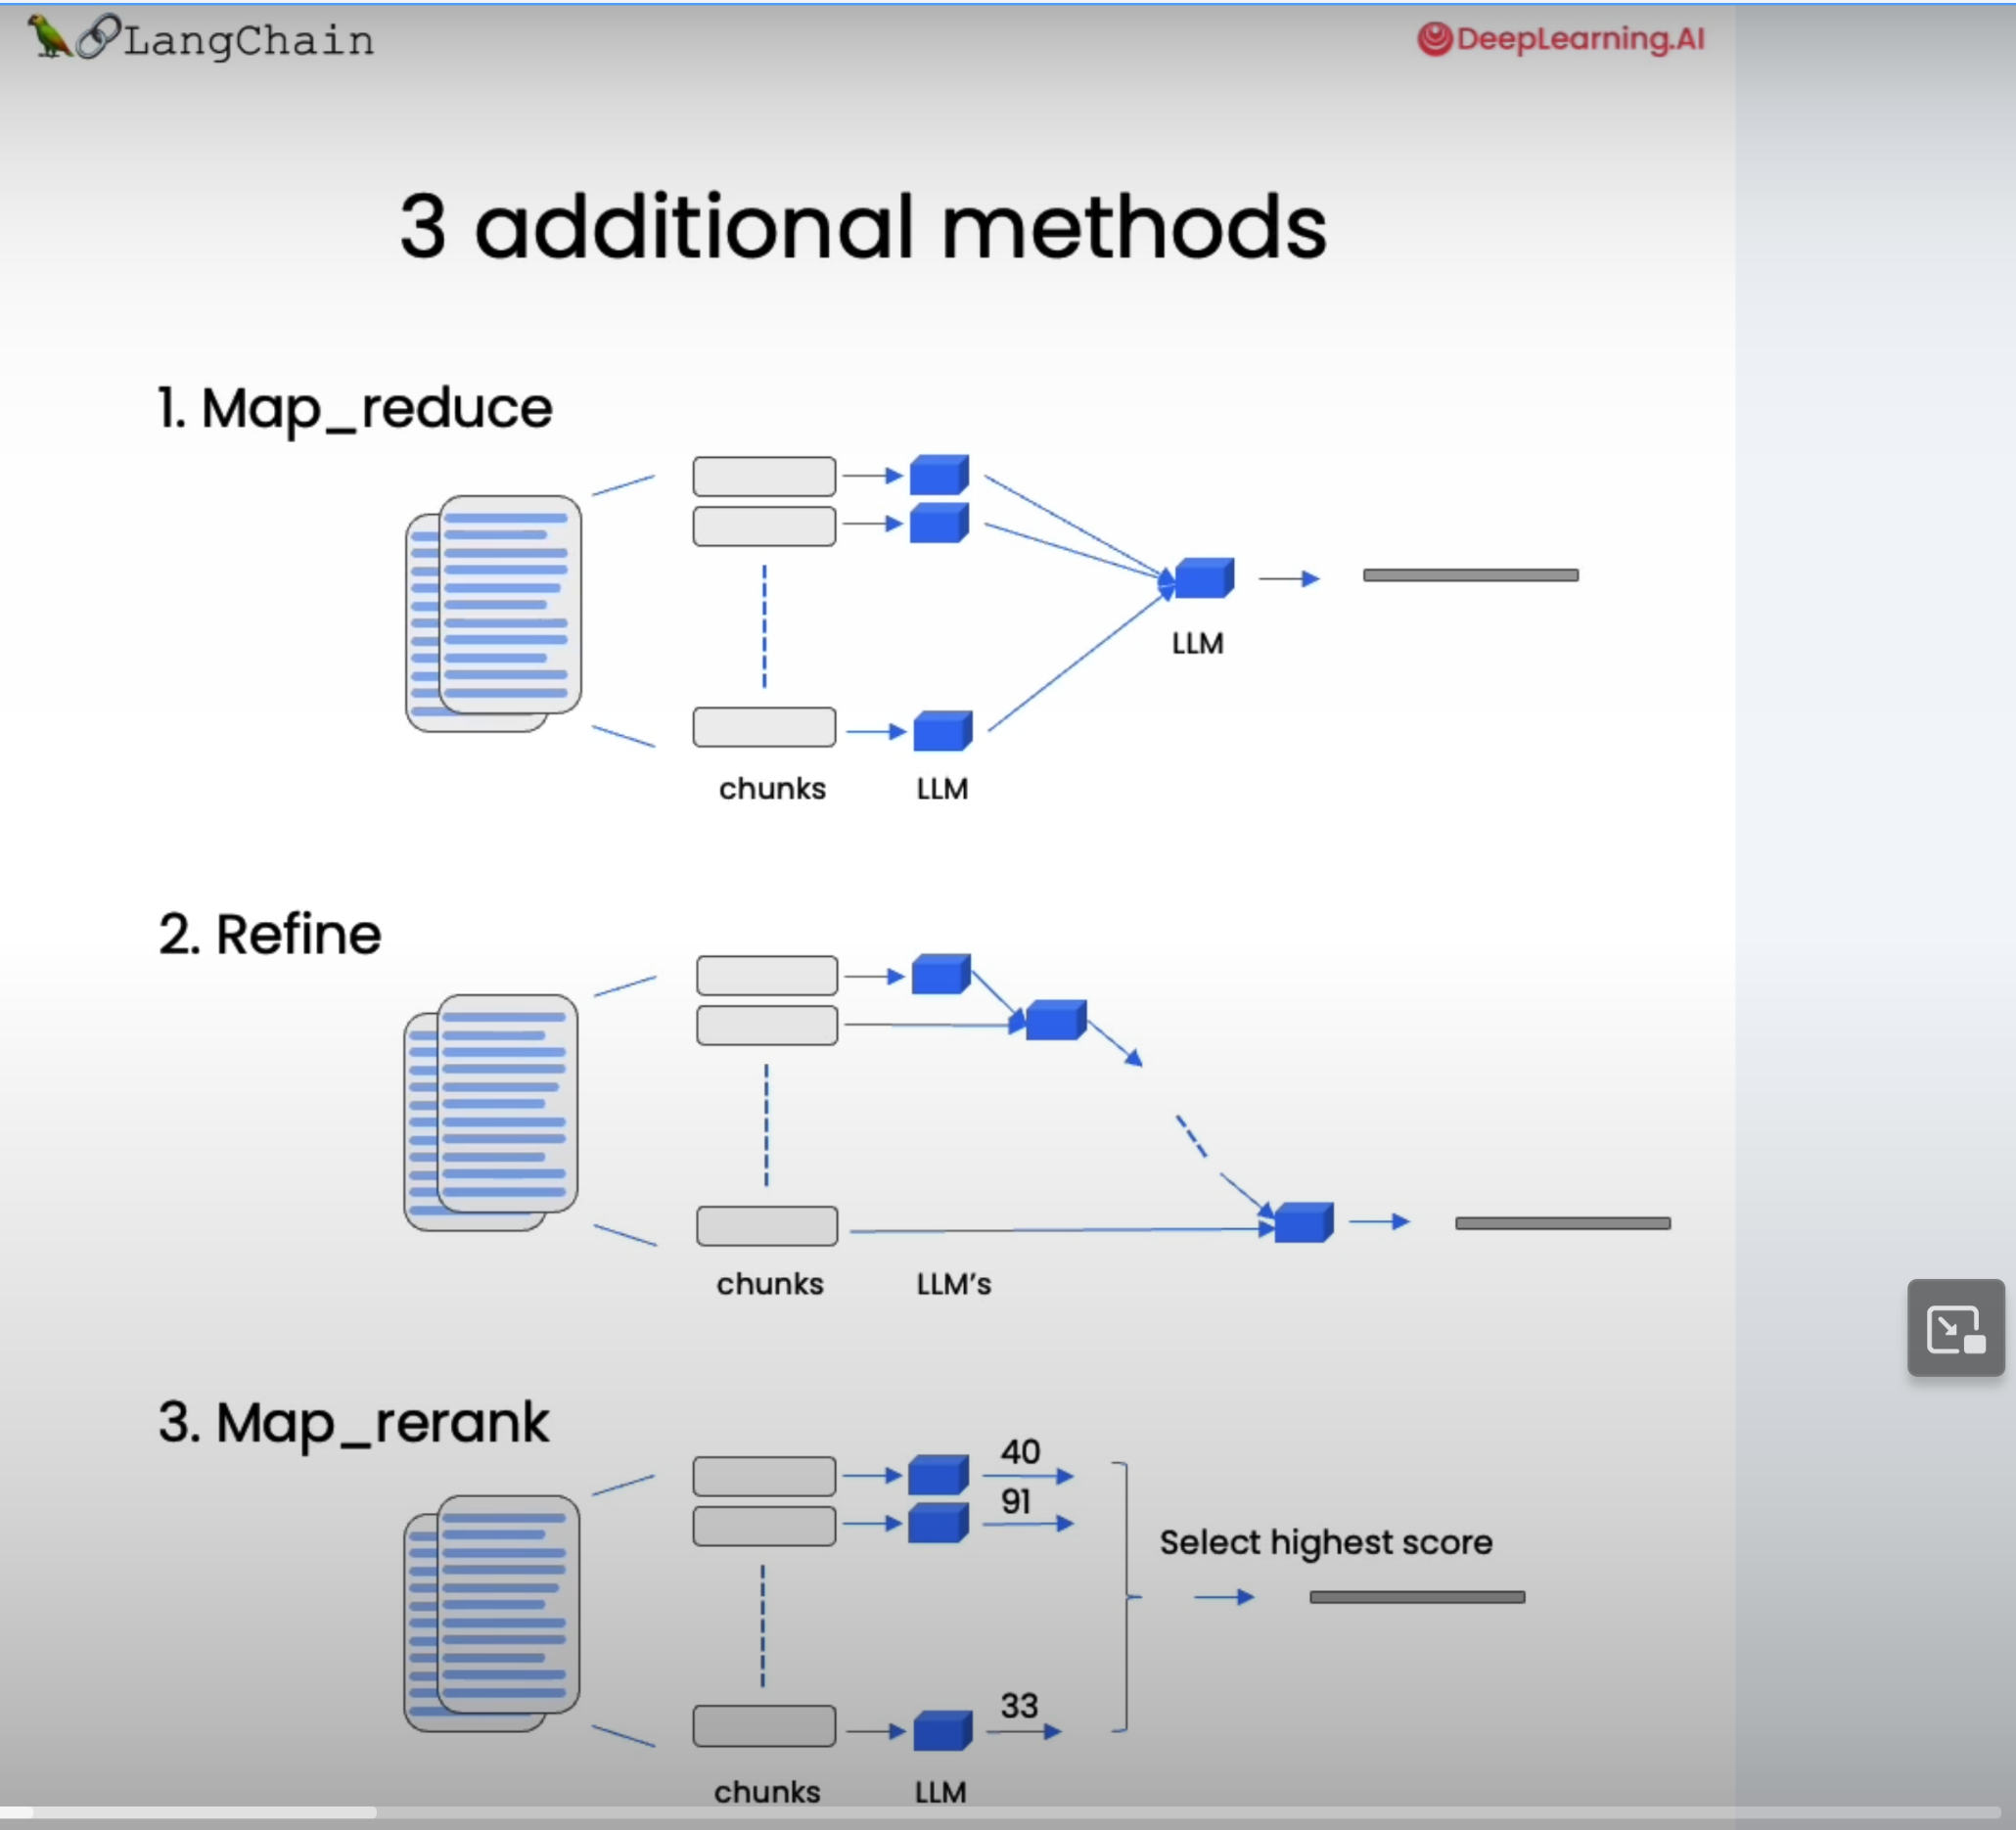 LangChain
DeepLearning.AI
3 additional methods
1. Map_reduce
LLM
chunks
LLM
2. Refine
chunks
LLM's
3. Map_rerank
40
91
Select highest score
33
chunks
LLM